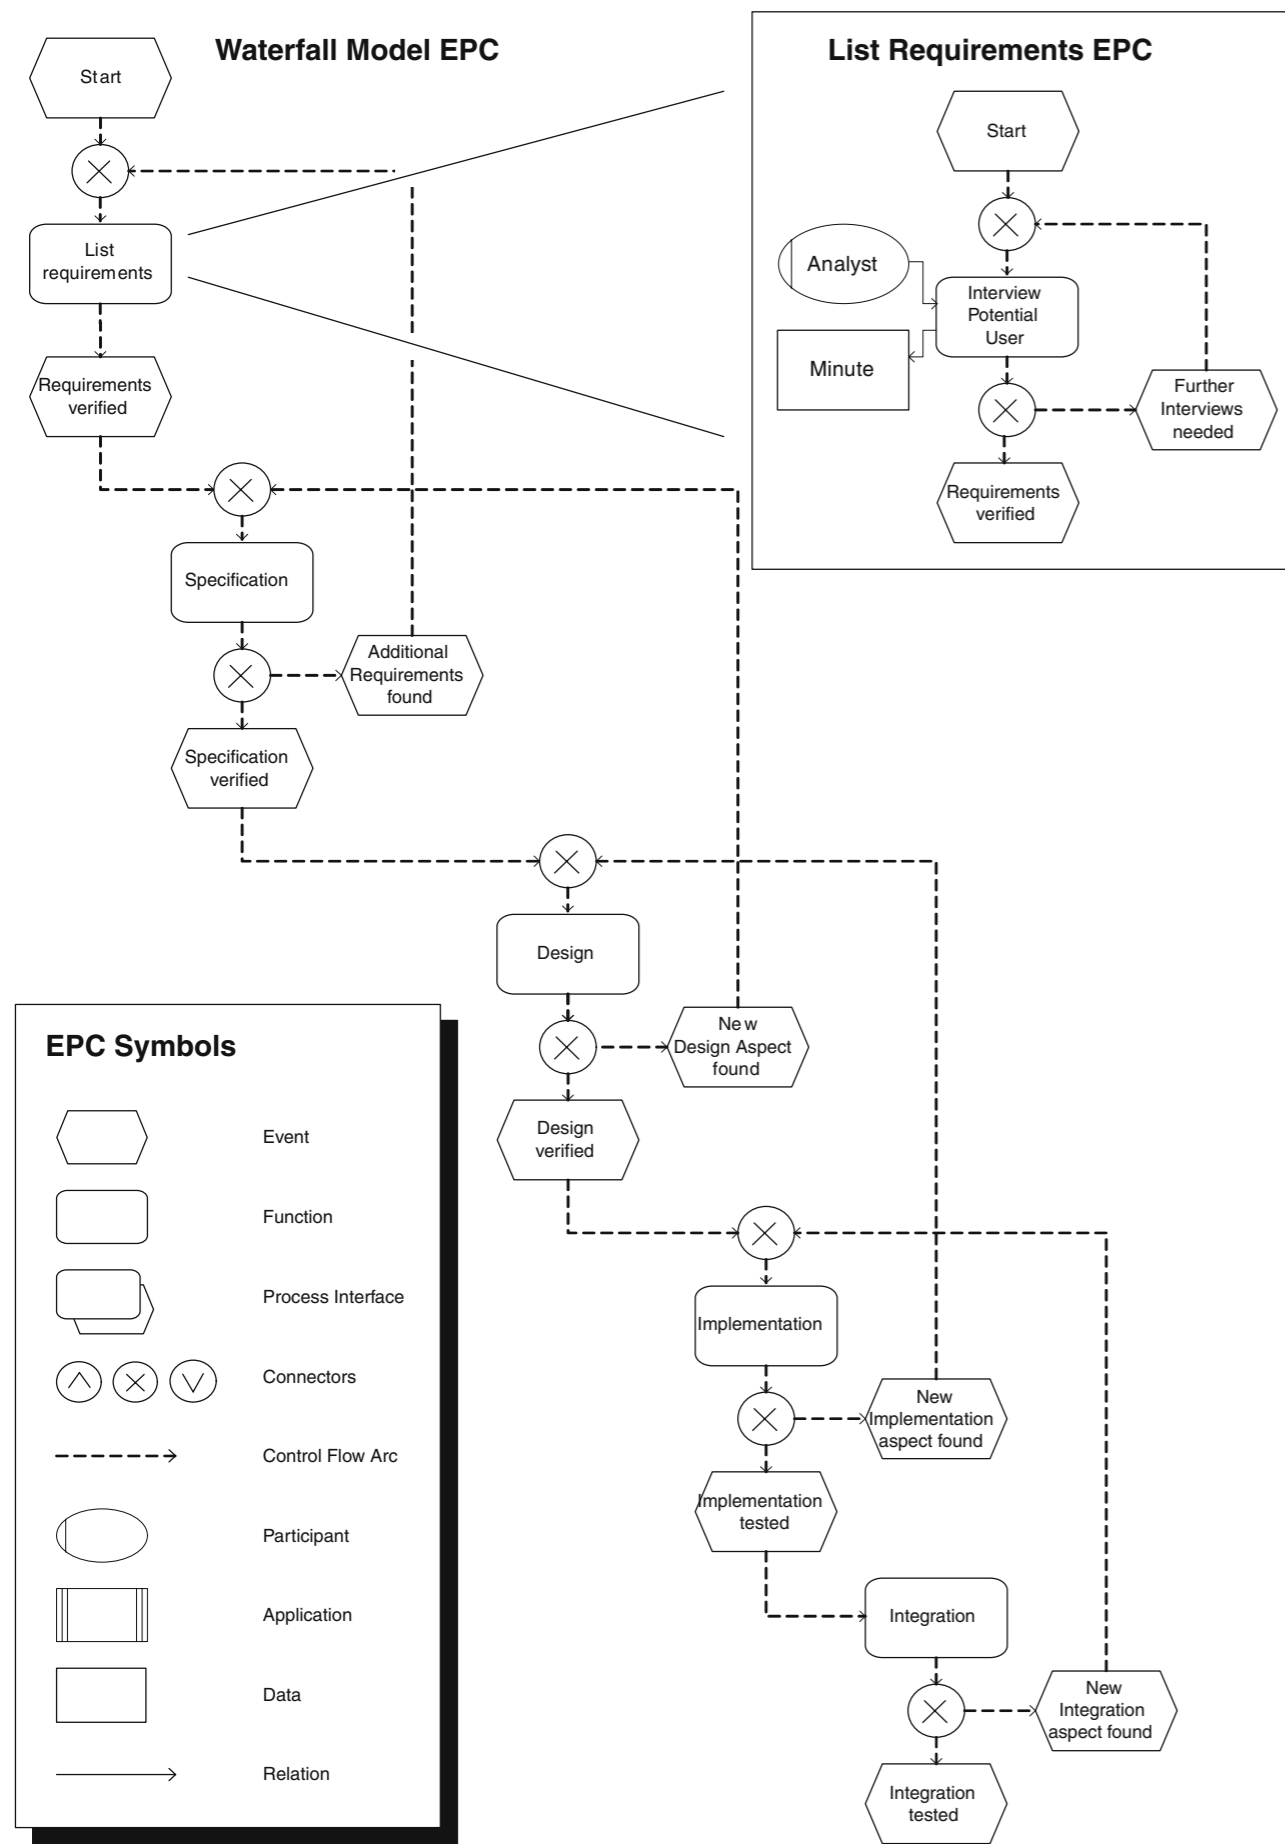 Waterfall Model EPC
Start
List
requirements
Requirements
verified
Specification
Additional
Requirements
found
Specification
verified
Design
New
Design Aspect
found
Design
verified
Implementation
New
Implementation
aspect found
Implementation
tested
Integration
New
Integration
aspect found
Integration
tested
List Requirements EPC
Start
Analyst
Interview
Potential
User
Minute
Further
Interviews
needed
Requirements
verified
EPC Symbols
Event
Function
Process Interface
Connectors
Control Flow Arc
Participant
Application
Data
Relation